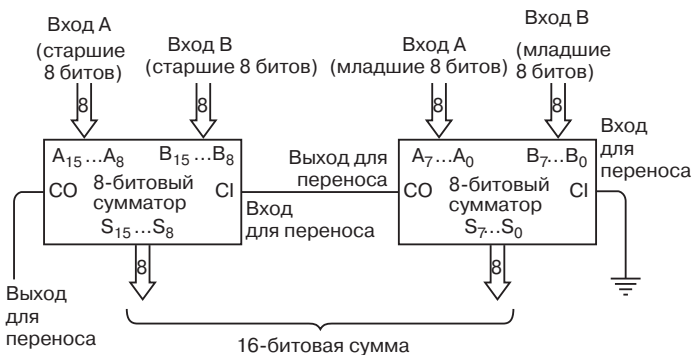 Вход A
(старшие
8 битов)
Вход B
(старшие 8 битов)
Вход A
(младшие 8 битов)
Вход B
(младшие
8 битов)
8
8
8
8
A15 ...A8
B15 ...B8
CO
8-битовый
сумматор
CI
S15 ...S8
Выход для
переноса
Вход
для переноса
A7...A0
B7...B0
CO
8-битовый
сумматор
CI
S7...S0
Вход
для
переноса
8
8
Выход
для
переноса
16-битовая сумма